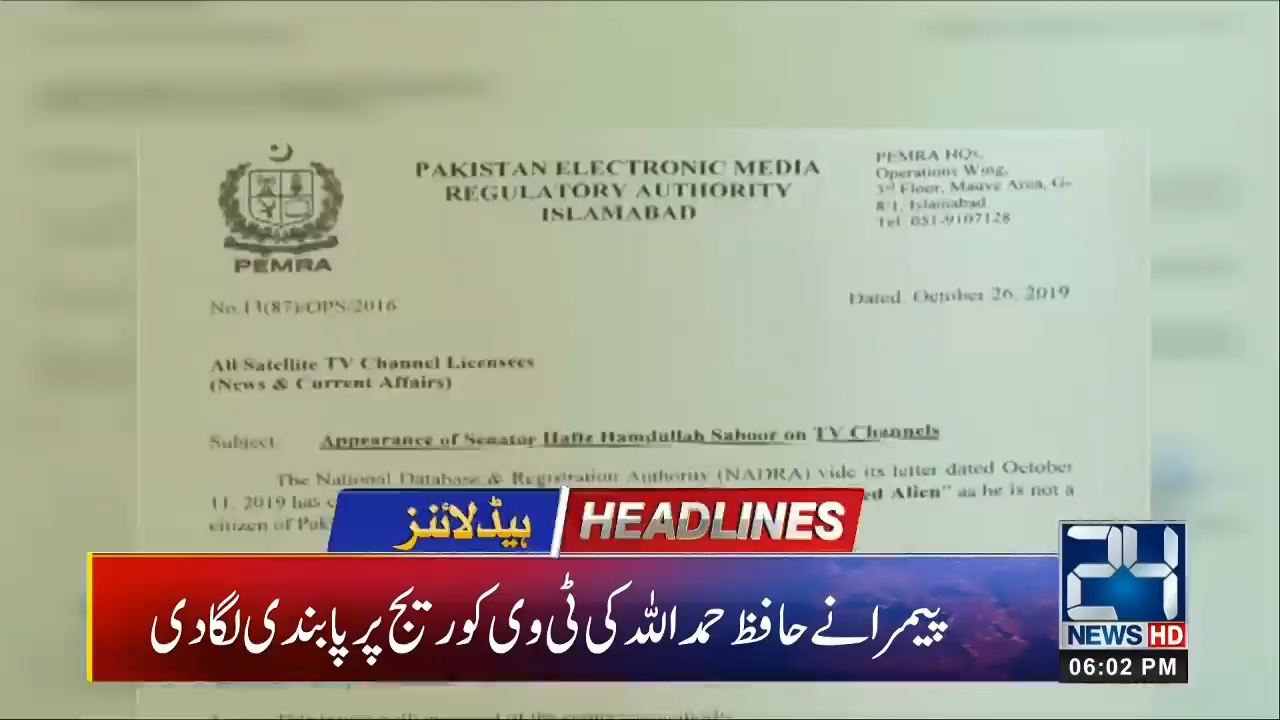 PAKISTAN ELECTRONIC MEDIA
REGULATORY AUTHORITY
ISLAMABAD
PEMRA HQs,
Operations Wing,
3rd Floor, Mauve Area, G-
8/1, Islamabad
Tel: 051-9107128
PEMRA
No.13(87)/OPS/2016
Dated. October 26, 2019
All Satellite TV Channel Licensees
(News & Current Affairs)
Subject: Appearance of Senator Hafiz Hamdullah Saboor on TV Channels
The National Database & Registration Authority (NADRA) vide its letter dated October
11, 2019 has ed Alien" as he is not a
citizen of
ہیڈلائنز HEADLINES
پیمرا نے حافظ حمد اللہ کی ٹی وی کوریج پر پابندی لگا دی
24
NEWS HD
06:02 PM